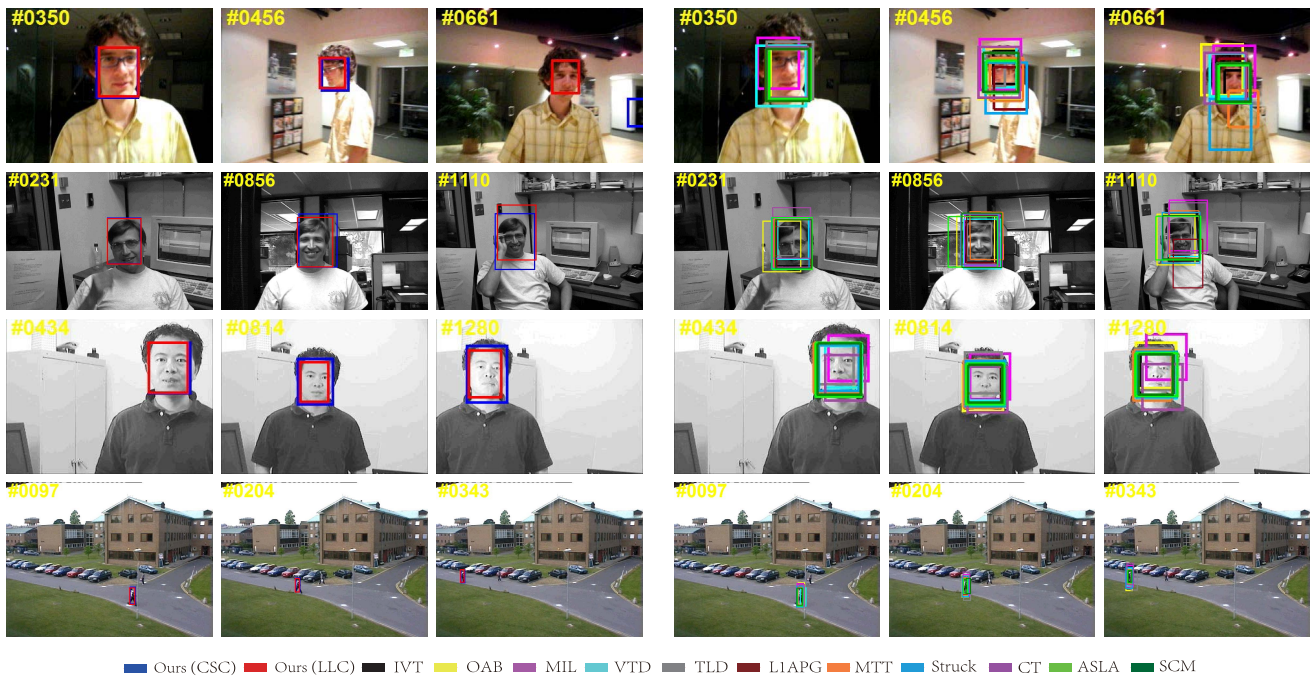 #0350 #0456 #0661 #0350 #0456 #0661
#0231 #0856 #1110 #0231 #0856 #1110
#0434 #0814 #1280 #0434 #0814 #1280
#0097 #0204 #0343 #0097 #0204 #0343
Ours (CSC) Ours (LLC) IVT OAB MIL VTD TLD L1APG MTT Struck CT ASLA SCM